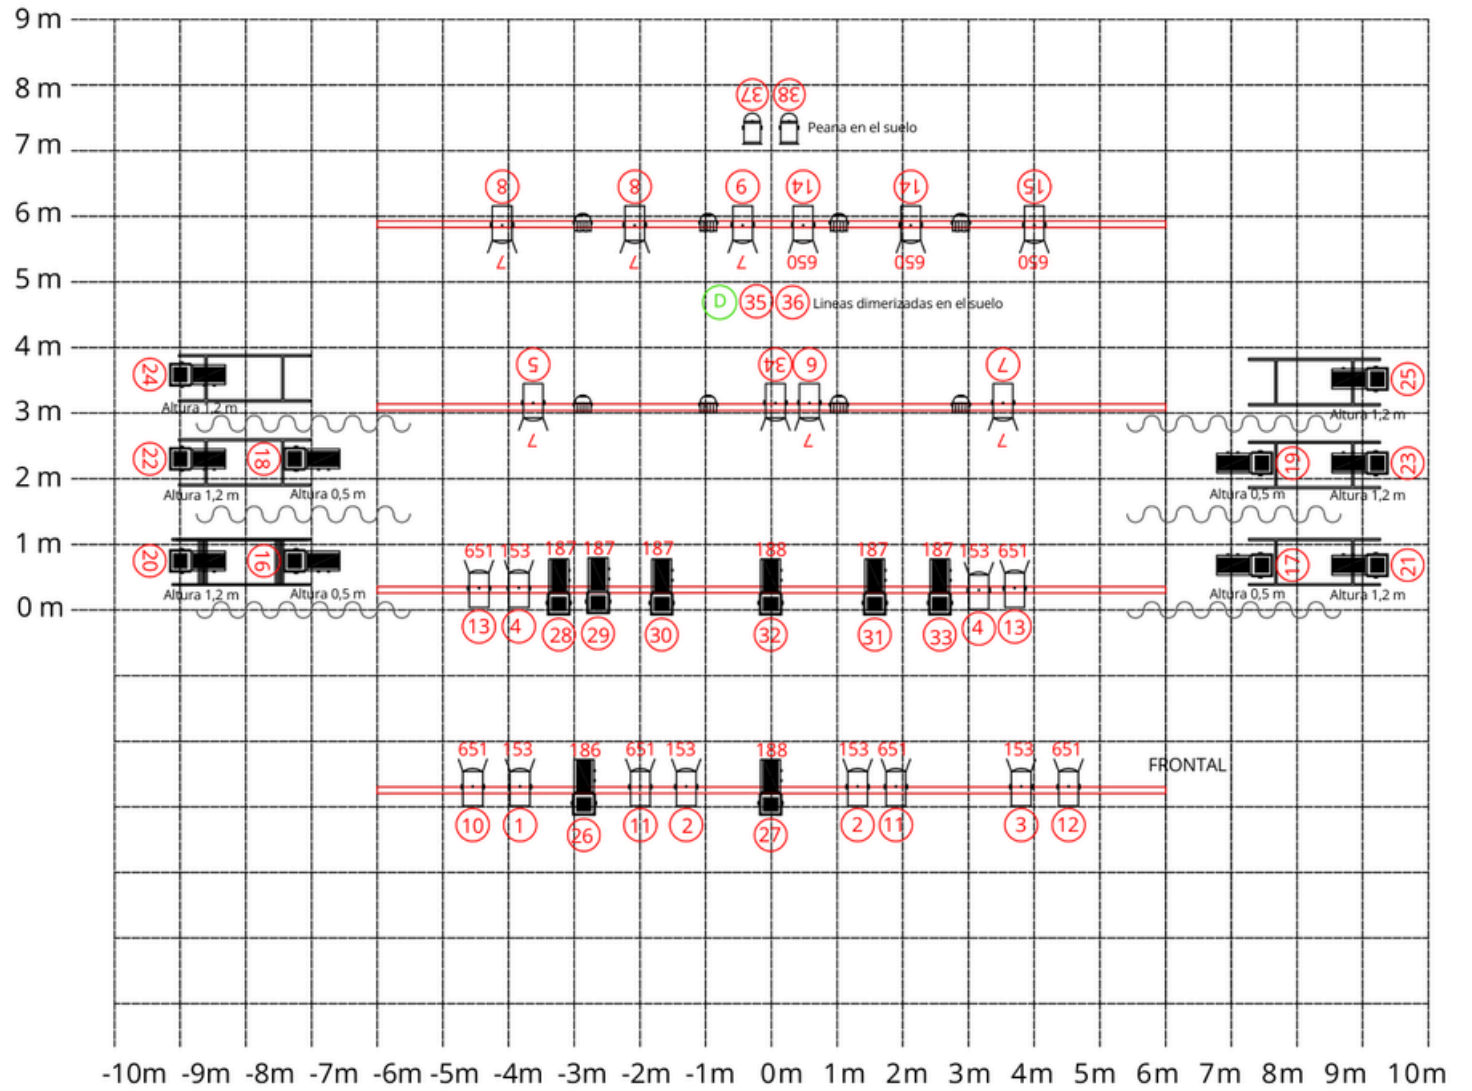 9 m
8 m
37 38
Peana en el suelo
7 m
8 8 9 14 14 15
6 m
7 7 7 650 650 650
5 m
D 35 36 Lineas dimerizadas en el suelo
4 m
24 5 34 6 7 25
Altura 1,2 m Altura 1,2 m
3 m
7 7 7
22 18 19 23
2 m
Altura 1,2 m Altura 0,5 m Altura 0,5 m Altura 1,2 m
1 m
651 153 187 187 187 188 187 187 153 651
20 16 17 21
Altura 1,2 m Altura 0,5 m Altura 0,5 m Altura 1,2 m
0 m
13 4 28 29 30 32 31 33 4 13
651 153 186 651 153 188 153 651 153 651
FRONTAL
10 1 26 11 2 27 2 11 3 12
-10m -9m -8m -7m -6m -5m -4m -3m -2m -1m 0m 1m 2m 3m 4m 5m 6m 7m 8m 9m 10m